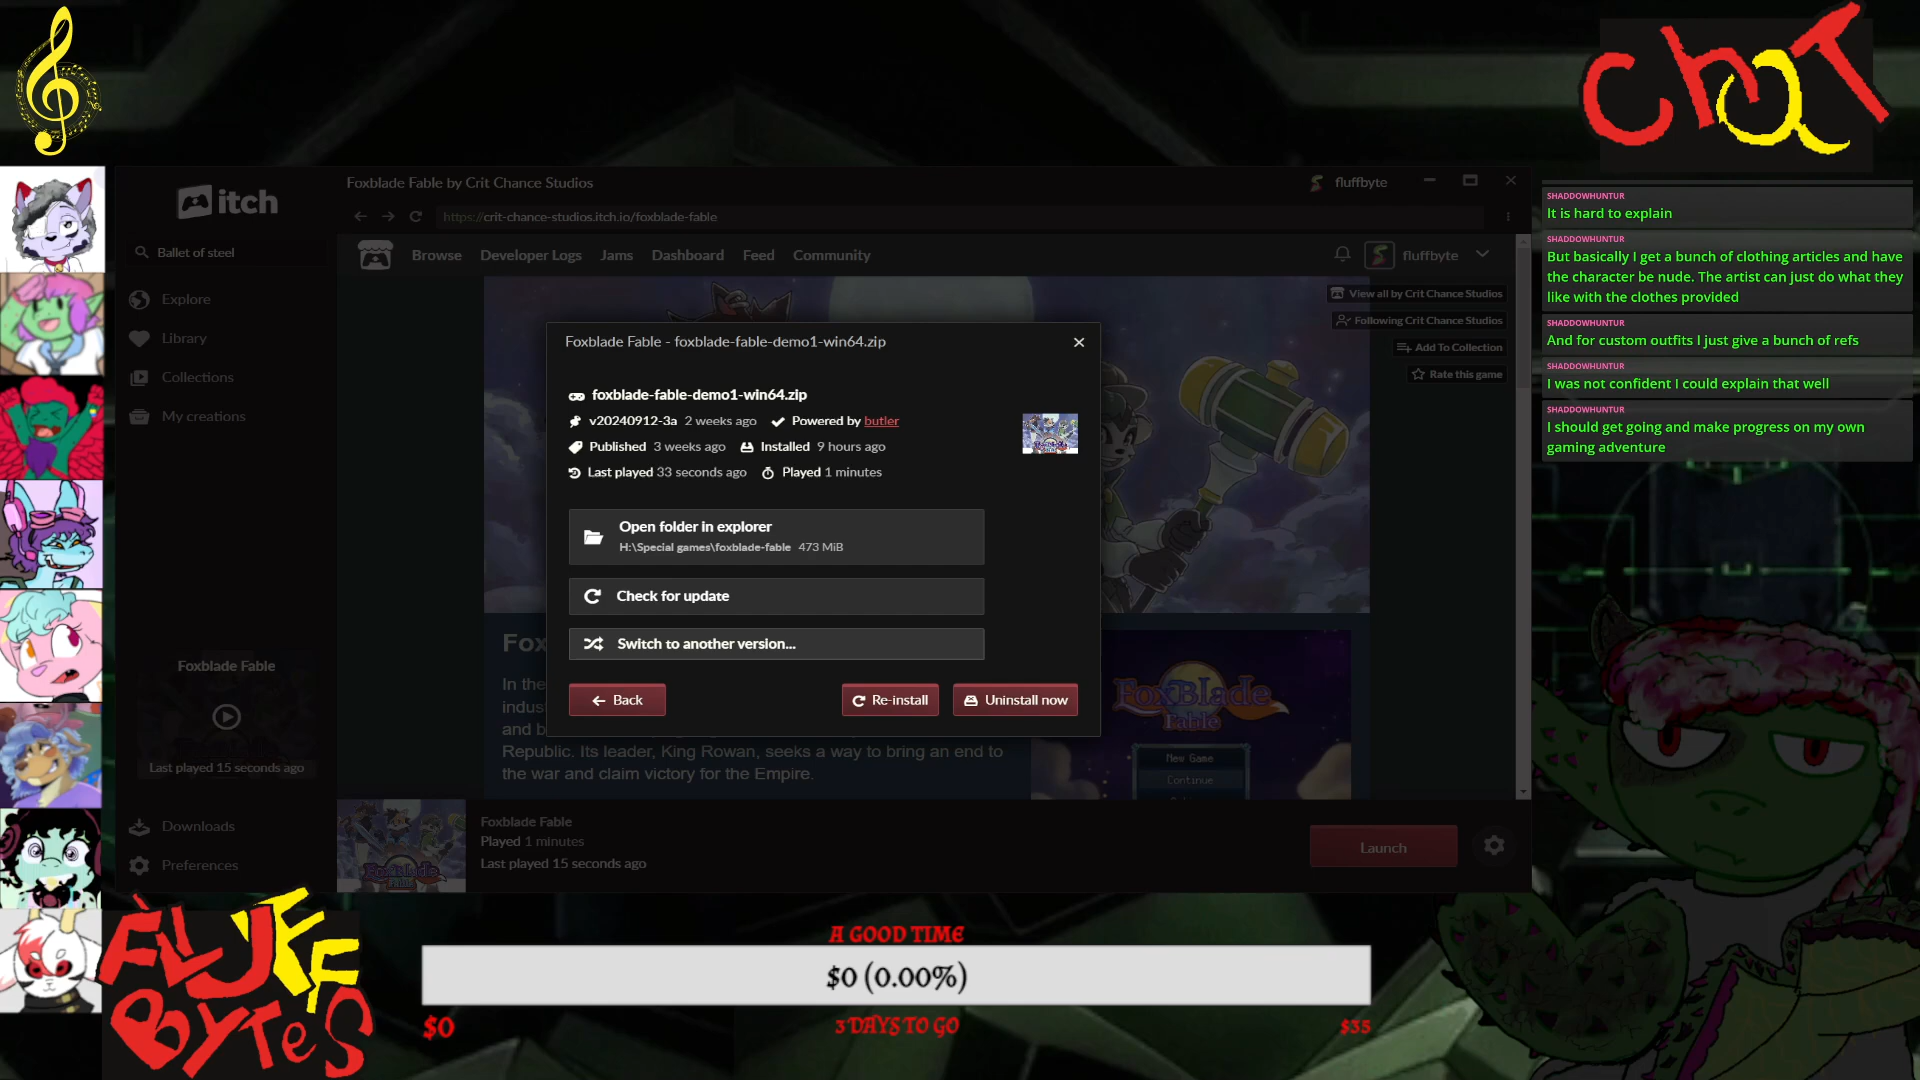 chaT
itch
Foxblade Fable by Crit Chance Studios
fluffbyte
https://crit-chance-studios.itch.io/foxblade-fable
Ballet of steel
Browse
Developer Logs
Jams
Dashboard
Feed
Community
fluffbyte
Explore
Library
Collections
My creations
View all by Crit Chance Studios
Following Crit Chance Studios
Add To Collection
Rate this game
Foxblade Fable - foxblade-fable-demo1-win64.zip
foxblade-fable-demo1-win64.zip
v20240912-3a 2 weeks ago Powered by butler
Published 3 weeks ago Installed 9 hours ago
Last played 33 seconds ago Played 1 minutes
Open folder in explorer
H:\Special games\foxblade-fable 473 MiB
Check for update
Switch to another version...
Back
Re-install
Uninstall now
Fox
In the
indust
and b
Republic. Its leader, King Rowan, seeks a way to bring an end to
the war and claim victory for the Empire.
FoxBlade
Fable
New Game
Continue
Foxblade Fable
Last played 15 seconds ago
Downloads
Preferences
Foxblade Fable
Played 1 minutes
Last played 15 seconds ago
FoxBlade
Fable
Launch
SHADDOWHUNTUR
It is hard to explain
SHADDOWHUNTUR
But basically I get a bunch of clothing articles and have
the character be nude. The artist can just do what they
like with the clothes provided
SHADDOWHUNTUR
And for custom outfits I just give a bunch of refs
SHADDOWHUNTUR
I was not confident I could explain that well
SHADDOWHUNTUR
I should get going and make progress on my own
gaming adventure
FLUFF
BYTeS
A GOOD TIME
$0 (0.00%)
$0
3 DAYS TO GO
$35